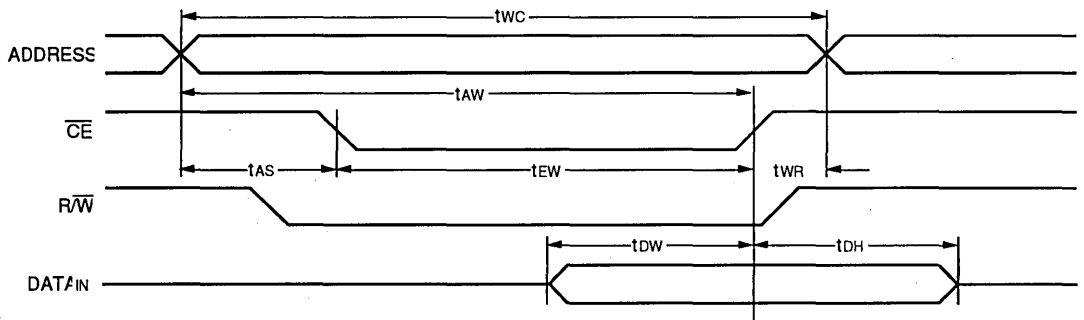 tWC
ADDRESS
tAW
CE
tAS tEW tWR
R/W
tDW tDH
DATAIN